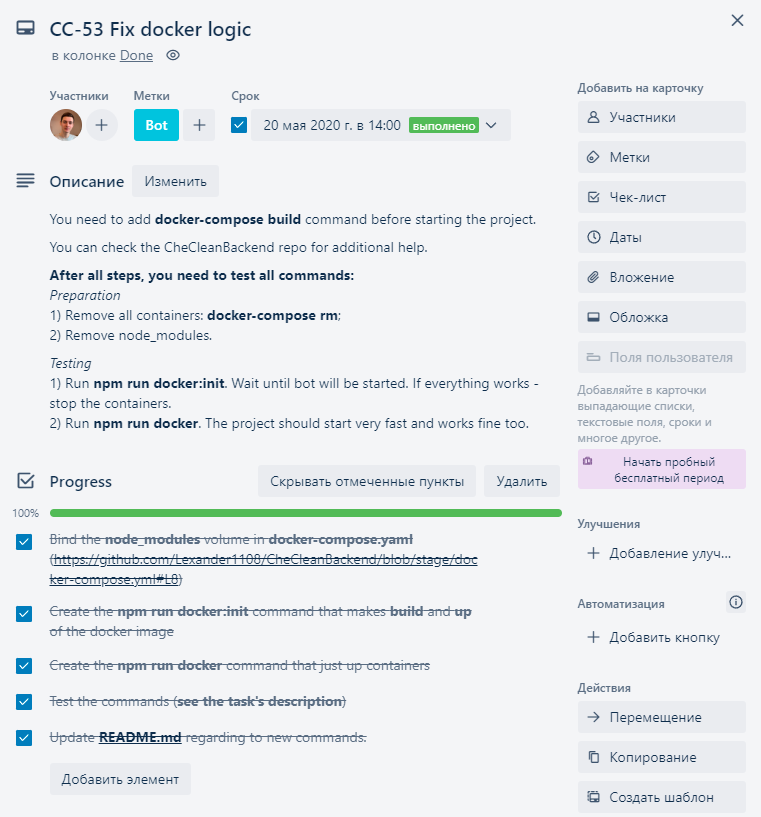 CC-53 Fix docker logic
в колонке Done
Участники
Метки
Срок
Bot
20 мая 2020 г. в 14:00 выполнено
Описание
Изменить
You need to add docker-compose build command before starting the project.
You can check the CheCleanBackend repo for additional help.
After all steps, you need to test all commands:
Preparation
1) Remove all containers: docker-compose rm;
2) Remove node_modules.
Testing
1) Run npm run docker:init. Wait until bot will be started. If everything works -
stop the containers.
2) Run npm run docker. The project should start very fast and works fine too.
Progress
Скрывать отмеченные пункты
Удалить
100%
Bind the node_modules volume in docker-compose.yaml
(https://github.com/Lexander1108/CheCleanBackend/blob/stage/doc
ker-compose.yml#L8)
Create the npm run docker:init command that makes build and up
of the docker image
Create the npm run docker command that just up containers
Test the commands (see the task's description)
Update README.md regarding to new commands.
Добавить элемент
Добавить на карточку
Участники
Метки
Чек-лист
Даты
Вложение
Обложка
Поля пользователя
Добавляйте в карточки
выпадающие списки,
текстовые поля, сроки и
многое другое.
Начать пробный
бесплатный период
Улучшения
Добавление улуч...
Автоматизация
Добавить кнопку
Действия
Перемещение
Копирование
Создать шаблон